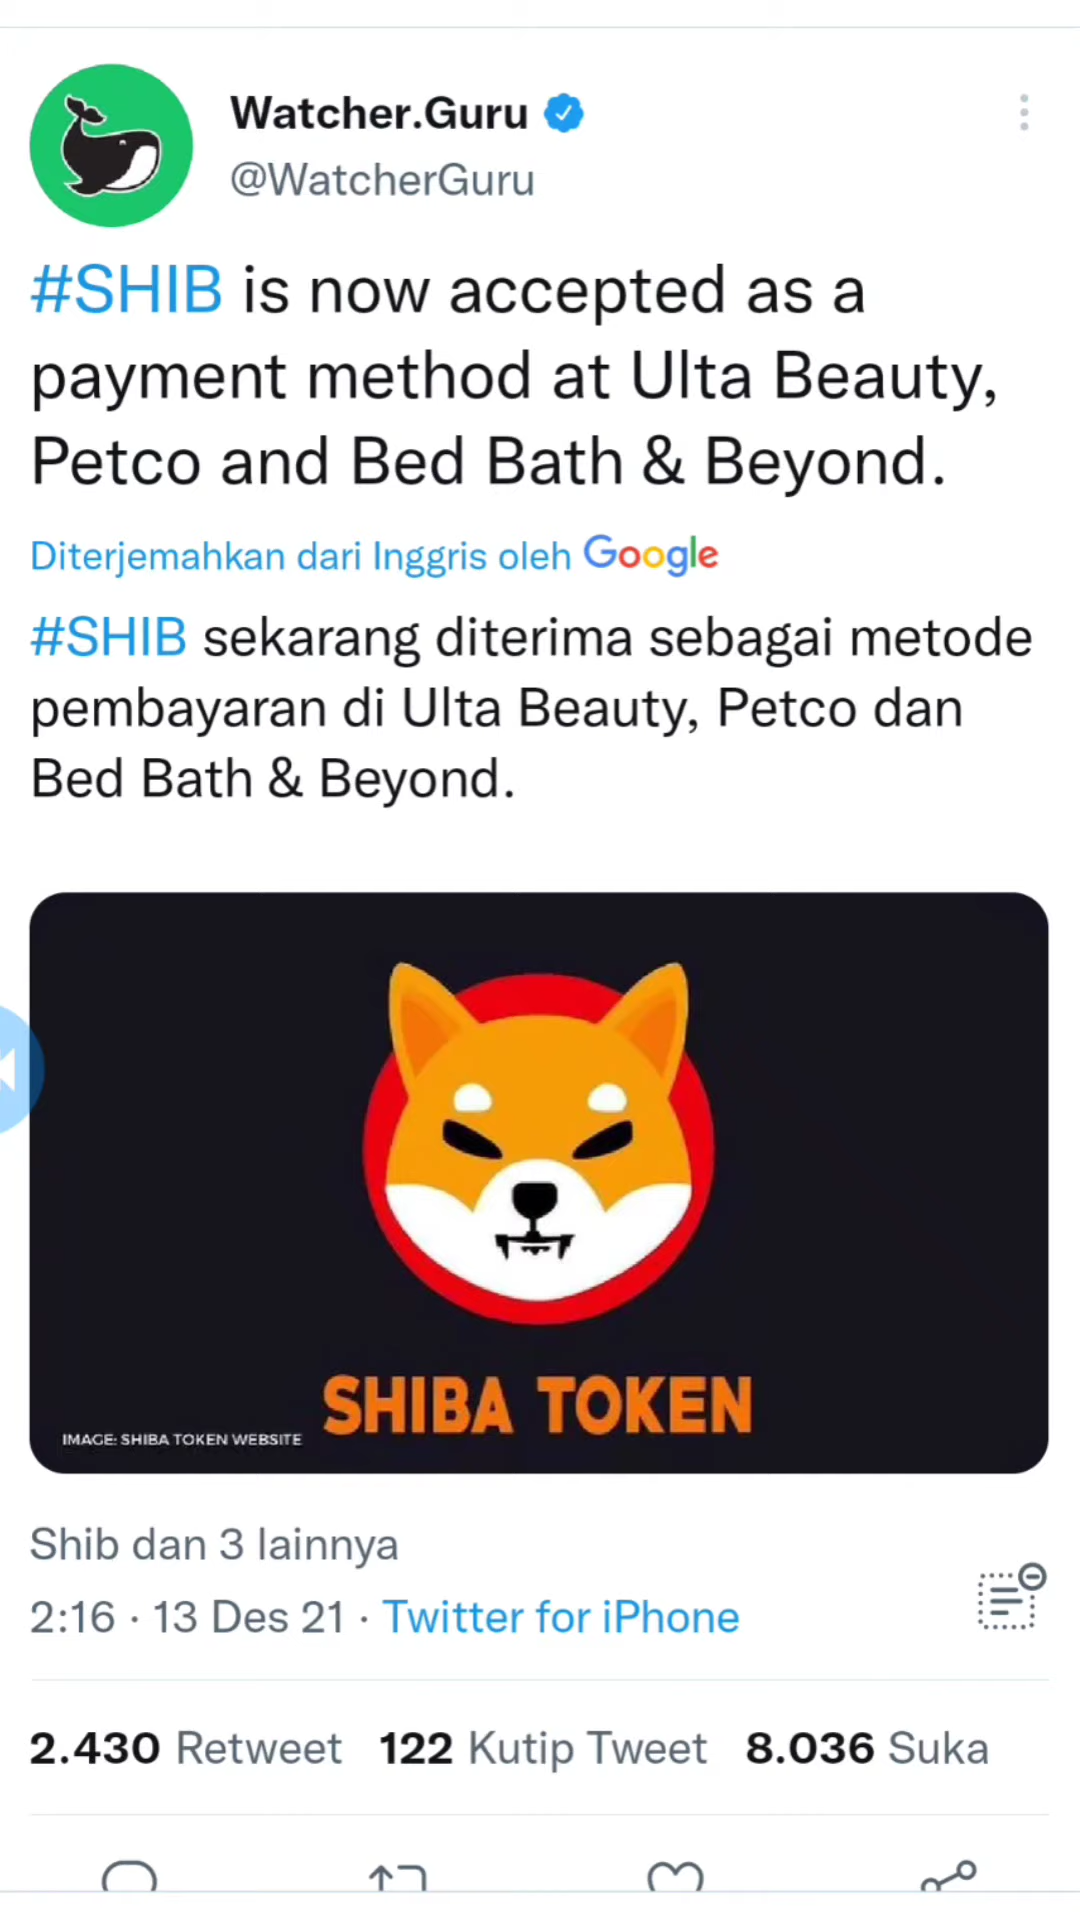 Watcher.Guru
@WatcherGuru
#SHIB is now accepted as a
payment method at Ulta Beauty,
Petco and Bed Bath & Beyond.
Diterjemahkan dari Inggris oleh Google
#SHIB sekarang diterima sebagai metode
pembayaran di Ulta Beauty, Petco dan
Bed Bath & Beyond.
SHIBA TOKEN
IMAGE: SHIBA TOKEN WEBSITE
Shib dan 3 lainnya
2:16 · 13 Des 21 · Twitter for iPhone
2.430 Retweet 122 Kutip Tweet 8.036 Suka